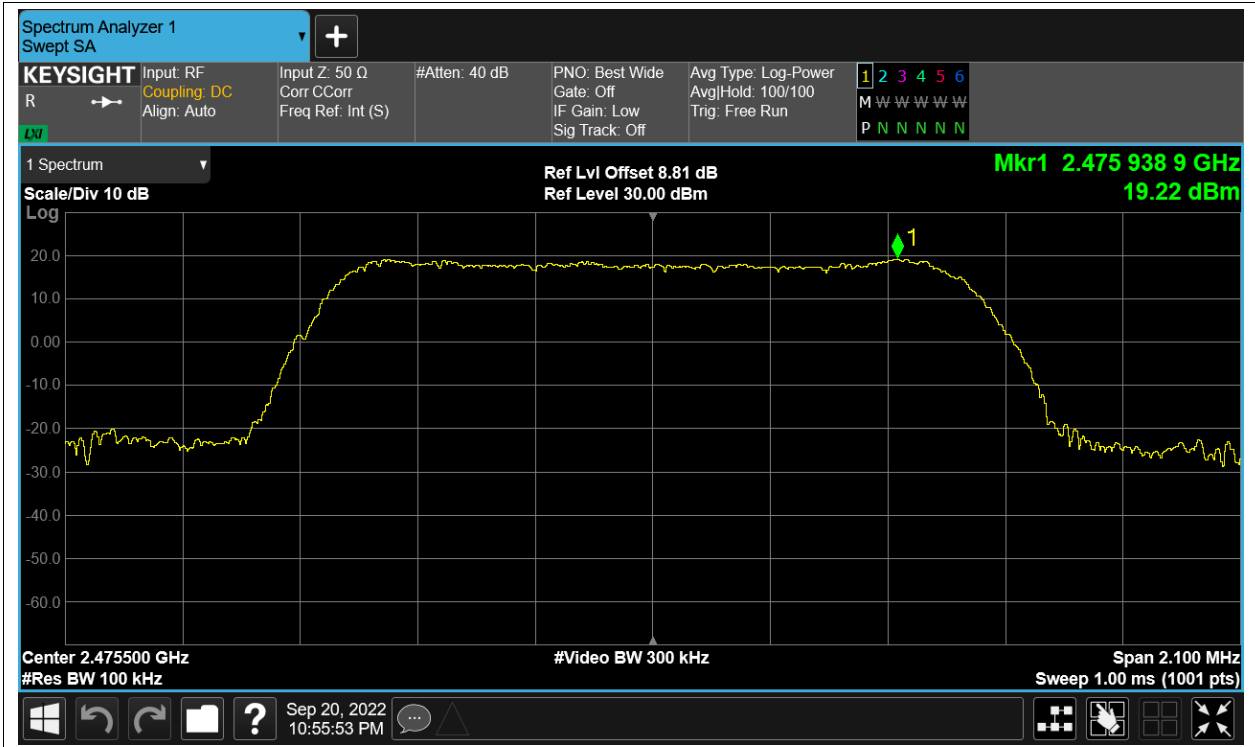 Spectrum Analyzer 1
Swept SA
KEYSIGHT
R
LXI
Input: RF
Coupling: DC
Align: Auto
Input Z: 50 Ω
Corr CCorr
Freq Ref: Int (S)
#Atten: 40 dB
PNO: Best Wide
Gate: Off
IF Gain: Low
Sig Track: Off
Avg Type: Log-Power
Avg|Hold: 100/100
Trig: Free Run
1 2 3 4 5 6
M W W W W W
P N N N N N
1 Spectrum
Scale/Div 10 dB
Log
Ref Lvl Offset 8.81 dB
Ref Level 30.00 dBm
Mkr1 2.475 938 9 GHz
19.22 dBm
1
20.0
10.0
0.00
-10.0
-20.0
-30.0
-40.0
-50.0
-60.0
Center 2.475500 GHz
#Video BW 300 kHz
Span 2.100 MHz
#Res BW 100 kHz
Sweep 1.00 ms (1001 pts)
?
Sep 20, 2022
10:55:53 PM